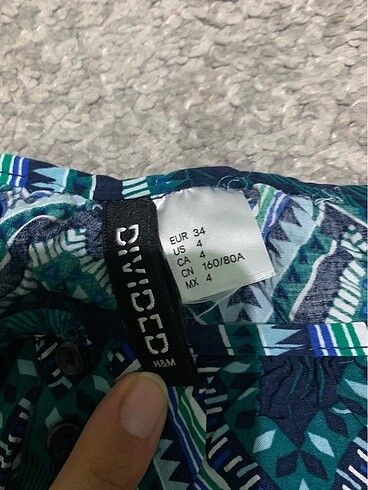 DIVIDED
H&M
EUR 34
US 4
CA 4
CN 160/80A
MX 4